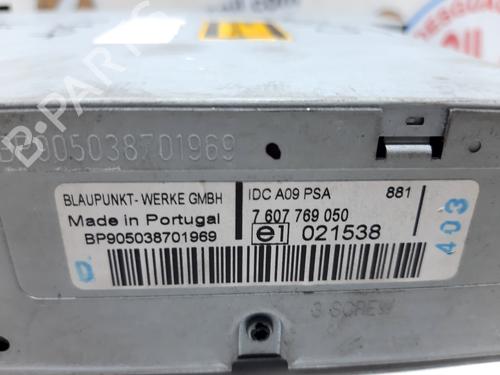 BP905038701969
BLAUPUNKT-WERKE GMBH
Made in Portugal
BP905038701969
IDC A09 PSA 881
7 607 769 050
e1 021538
403
3 SCREW